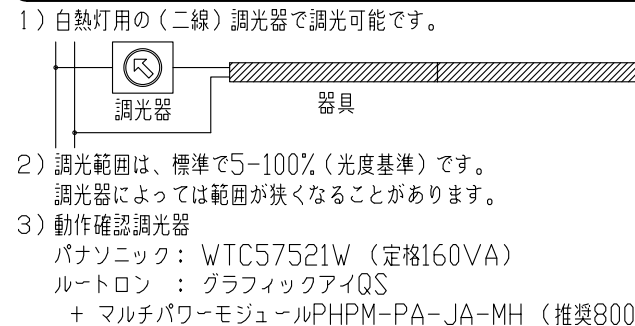 1）白熱灯用の（二線）調光器で調光可能です。
調光器
器具
2）調光範囲は、標準で5-100%（光度基準）です。
調光器によっては範囲が狭くなることがあります。
3）動作確認調光器
パナソニック： WTC57521W （定格160VA）
ルートロン ： グラフィックアイQS
+ マルチパワーモジュールPHPM-PA-JA-MH （推奨800